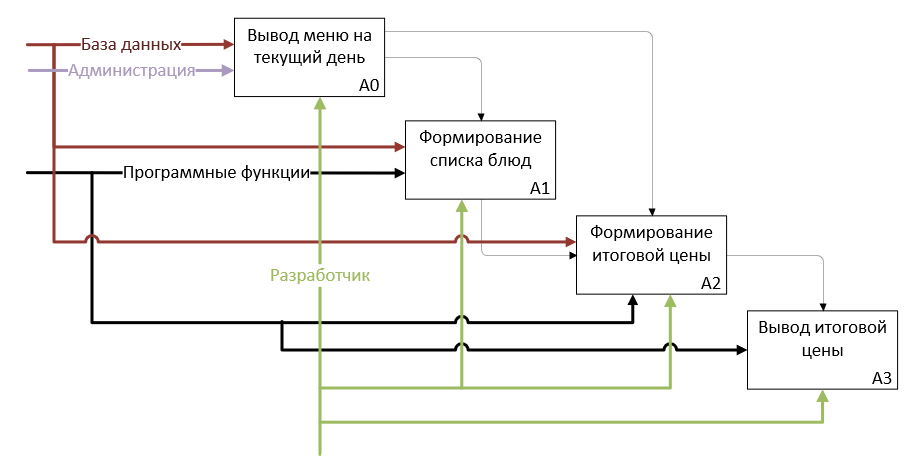 Вывод меню на
текущий день
A0
База данных
Администрация
Формирование
списка блюд
A1
Программные функции
Формирование
итоговой цены
A2
Разработчик
Вывод итоговой
цены
A3